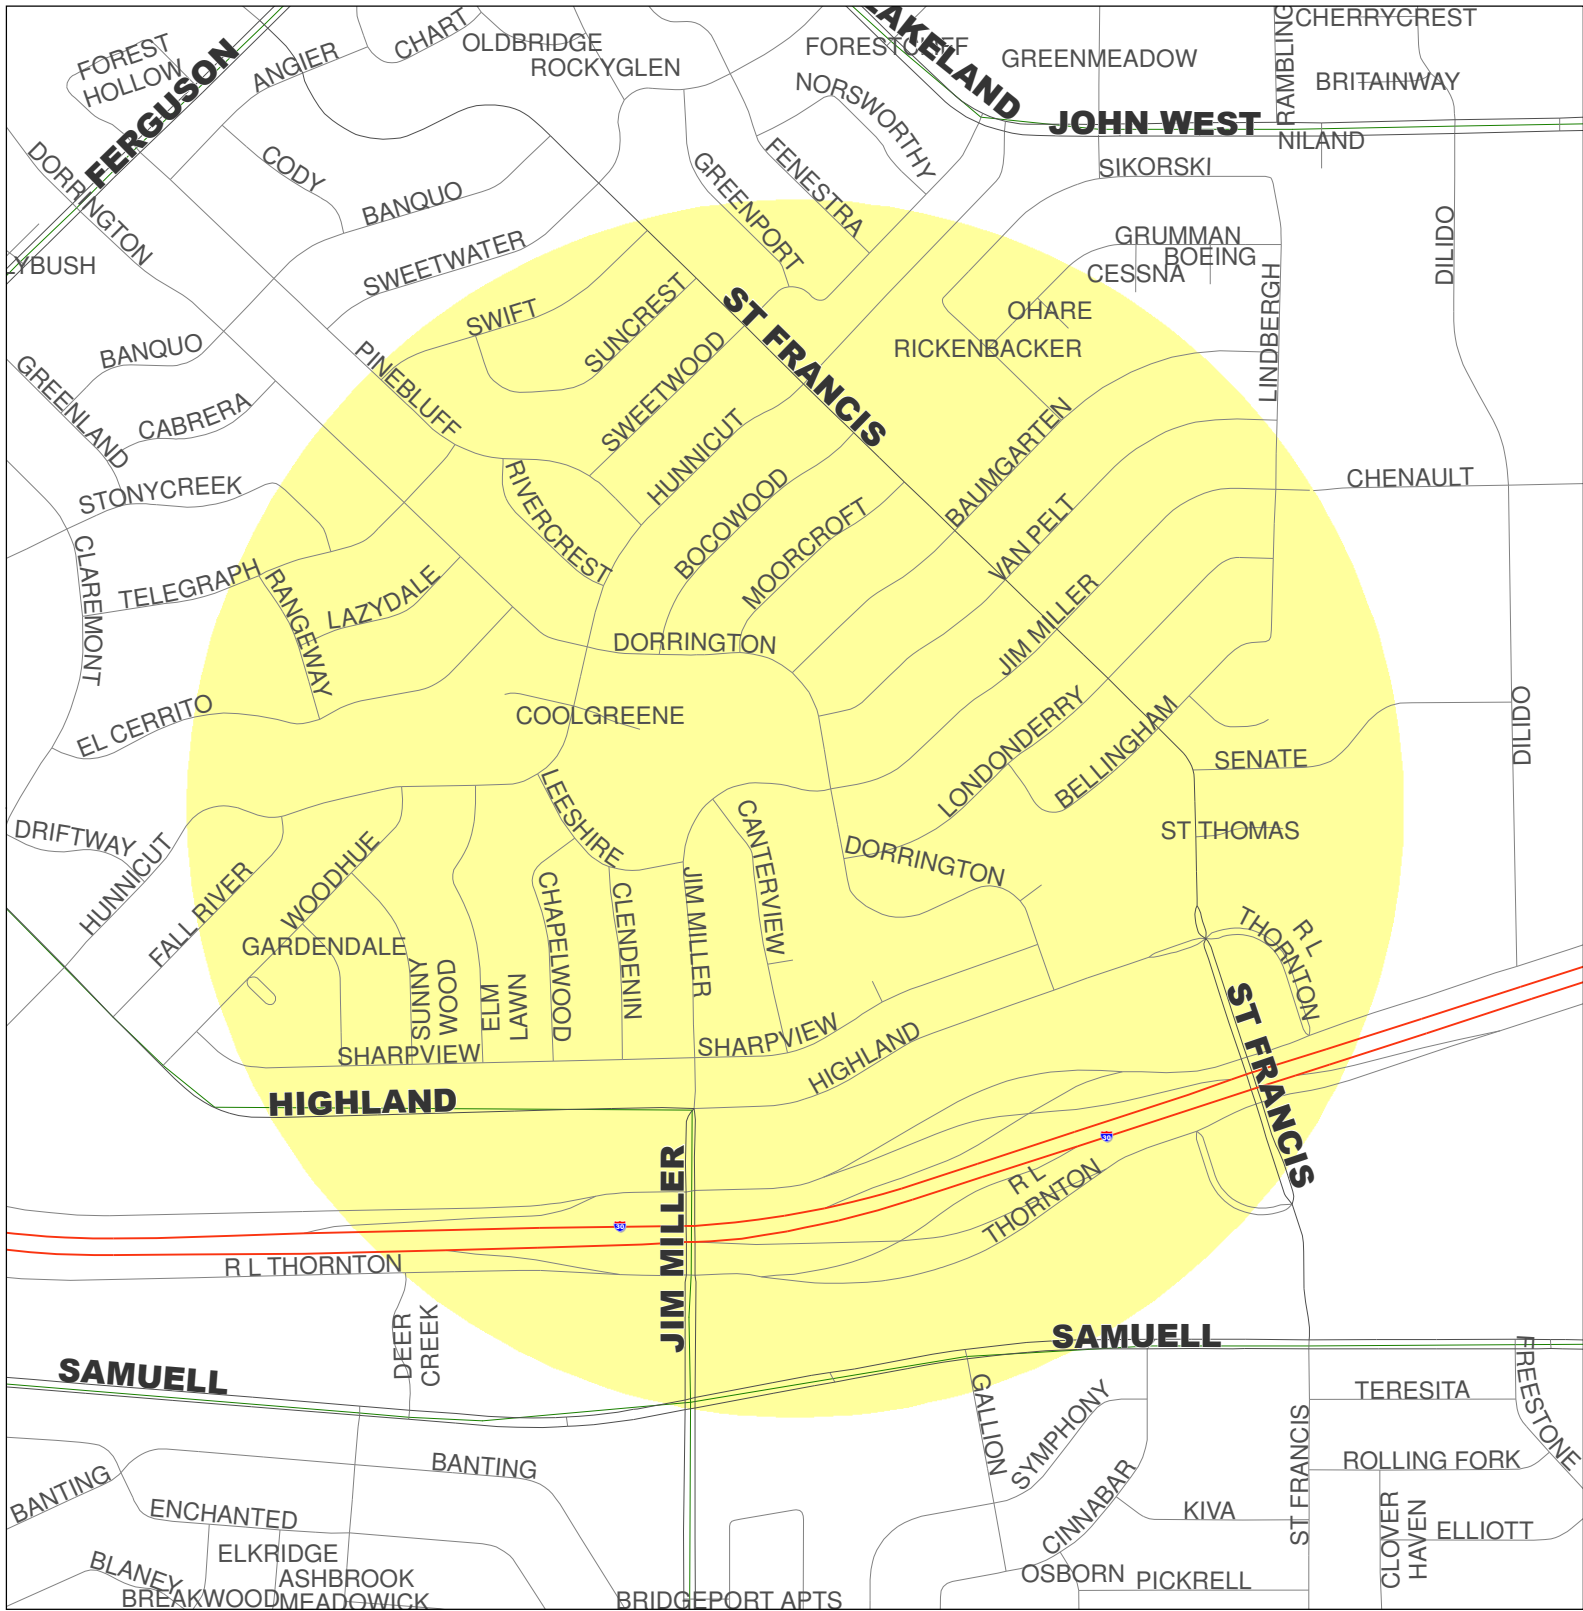 FOREST
HOLLOW
FERGUSON
ANGIER
CHART
OLDBRIDGE
ROCKYGLEN
LAKELAND
GREENMEADOW
RAMBLING
CHERRYCREST
BRITAINWAY
NORSWORTHY
JOHN WEST
NILAND
DORRINGTON
CODY
BANQUO
FENESTRA
GREENPORT
SIKORSKI
SWEETWATER
GRUMMAN
BOEING
CESSNA
DILIDO
YBUSH
SWIFT
SUNCREST
ST FRANCIS
OHARE
LINDBERGH
BANQUO
PINEBLUFF
SWEETWOOD
RICKENBACKER
GREENLAND
CABRERA
HUNNICUT
BAUMGARTEN
STONYCREEK
RIVERCREST
BOCOWOOD
MOORCROFT
VAN PELT
CHENAULT
CLAREMONT
TELEGRAPH
RANGEWAY
LAZYDALE
DORRINGTON
JIM MILLER
EL CERRITO
COOLGREENE
LONDONDERRY
BELLINGHAM
SENATE
DILIDO
DRIFTWAY
HUNNICUT
LEESHIRE
CANTERVIEW
DORRINGTON
ST THOMAS
FALL RIVER
WOODHUE
GARDENDALE
SUNNY
WOOD
ELM
LAWN
CHAPELWOOD
CLENDENIN
JIM MILLER
R L
THORNTON
SHARPVIEW
SHARPVIEW
HIGHLAND
ST FRANCIS
HIGHLAND
JIM MILLER
30
R L
THORNTON
30
R L THORNTON
DEER
CREEK
SAMUELL
SAMUELL
GALLION
SYMPHONY
TERESITA
FREESTONE
BANTING
BANTING
ST FRANCIS
ROLLING FORK
ENCHANTED
CINNABAR
KIVA
CLOVER
HAVEN
ELLIOTT
ELKRIDGE
BLANEY
ASHBROOK
OSBORN
PICKRELL
BREAKWOOD
MEADOWICK
BRIDGEPORT APTS